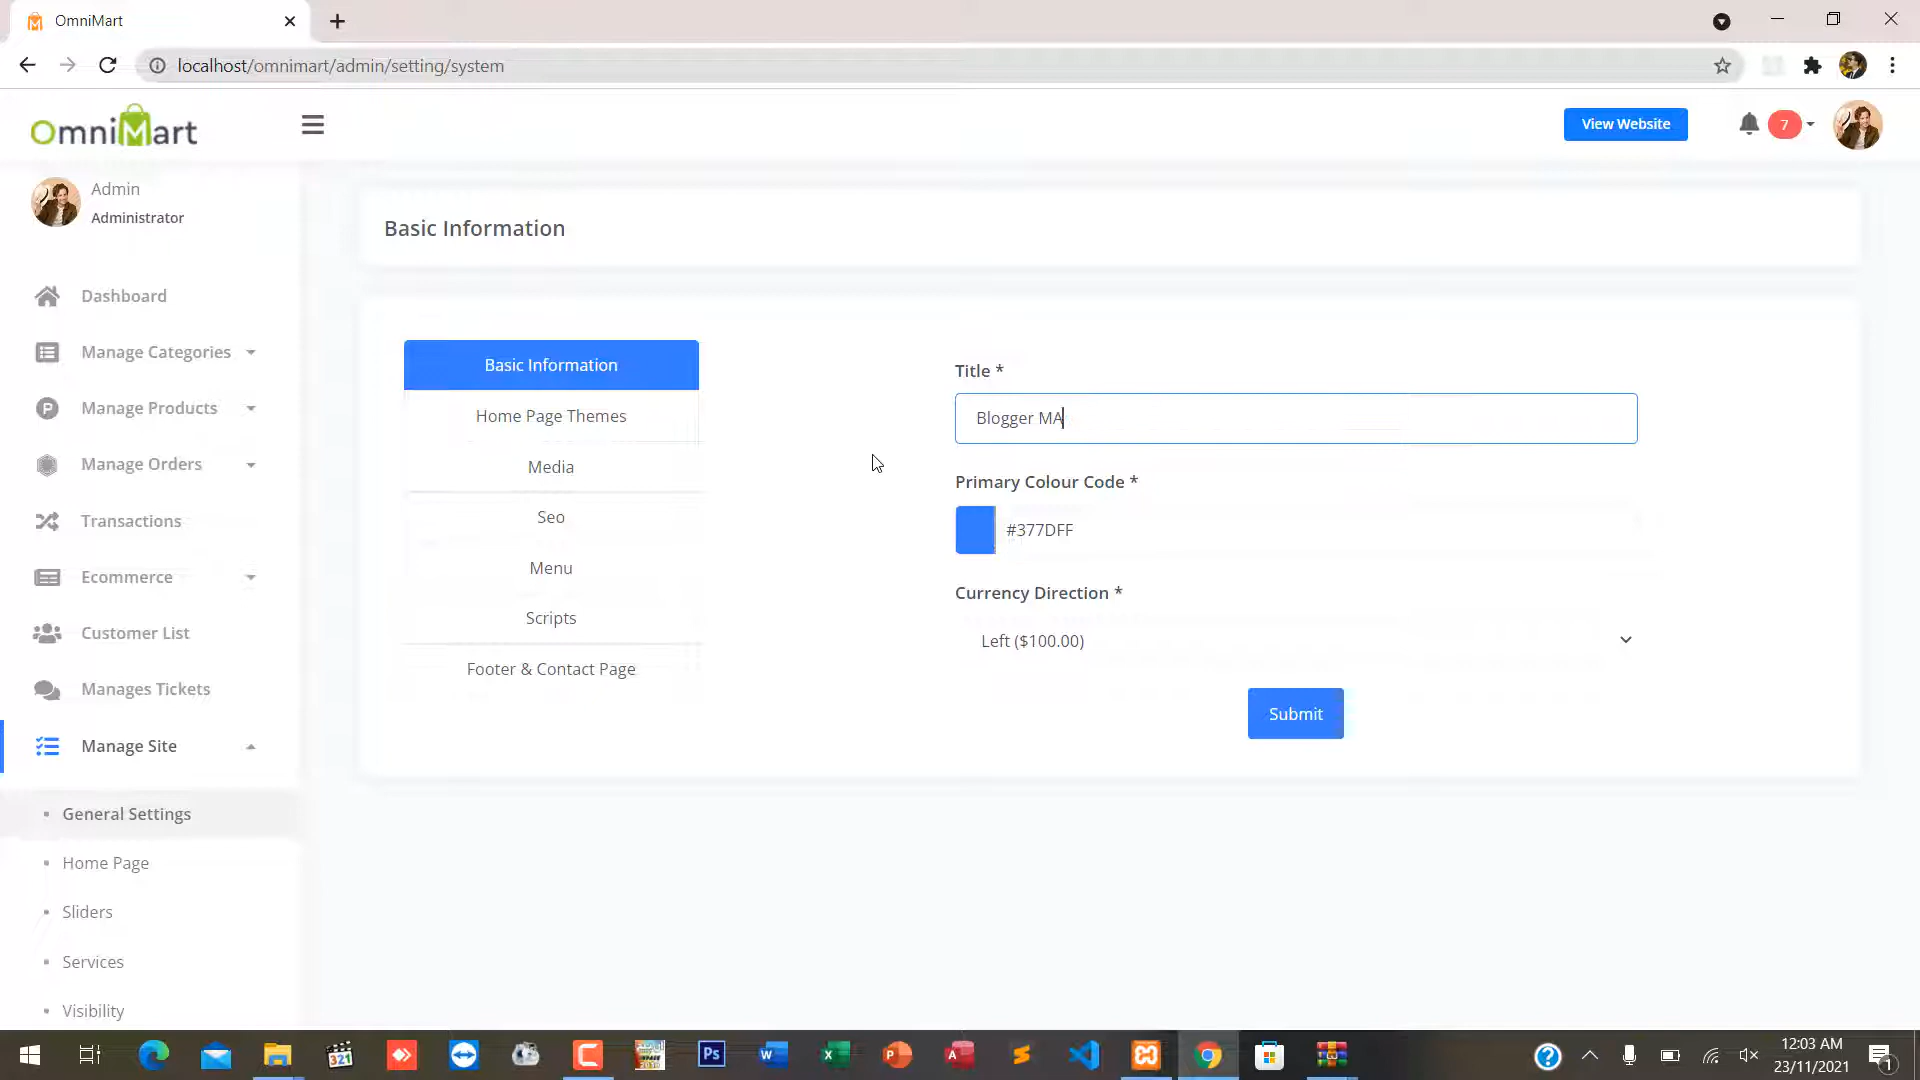 OmniMart
localhost/omnimart/admin/setting/system
OmniMart
View Website
7
Admin
Administrator
Basic Information
Dashboard
Manage Categories
Manage Products
Manage Orders
Transactions
Ecommerce
Customer List
Manages Tickets
Manage Site
General Settings
Home Page
Sliders
Services
Visibility
Basic Information
Home Page Themes
Media
Seo
Menu
Scripts
Footer & Contact Page
Title *
Blogger MA
Primary Colour Code *
#377DFF
Currency Direction *
Left ($100.00)
Submit
321
Ps
12:03 AM
23/11/2021
1